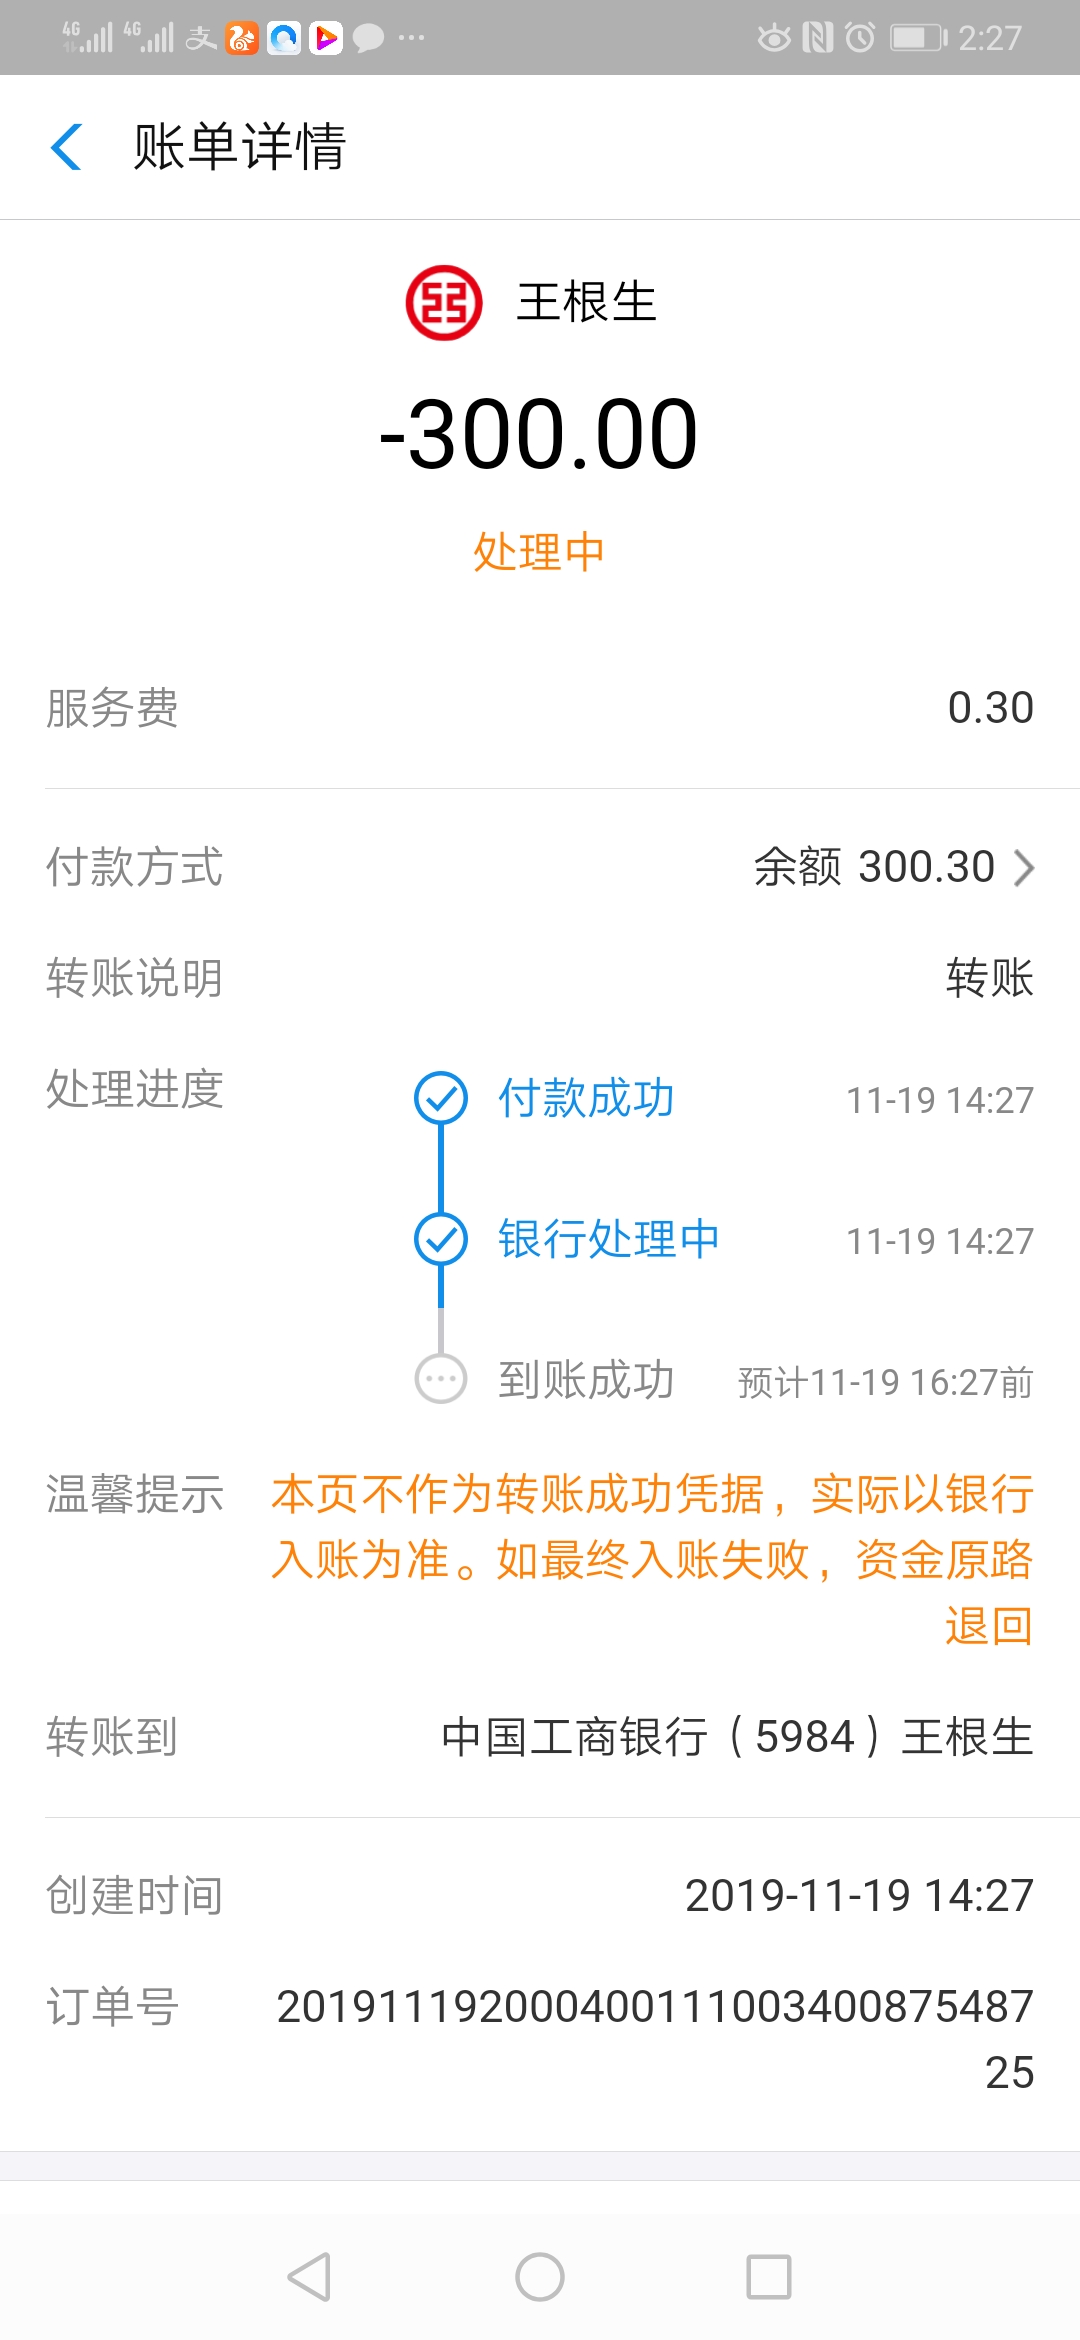 4G 4G 支 2:27
账单详情
王根生
-300.00
处理中
服务费 0.30
付款方式 余额 300.30
转账说明 转账
处理进度 付款成功 11-19 14:27
银行处理中 11-19 14:27
到账成功 预计11-19 16:27前
温馨提示 本页不作为转账成功凭据，实际以银行
入账为准。如最终入账失败，资金原路
退回
转账到 中国工商银行（5984）王根生
创建时间 2019-11-19 14:27
订单号 201911192000400111003400875487
25